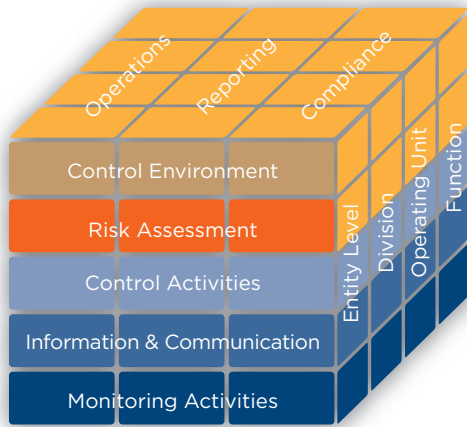 Operations
Reporting
Compliance
Control Environment
Risk Assessment
Control Activities
Information & Communication
Monitoring Activities
Entity Level
Division
Operating Unit
Function